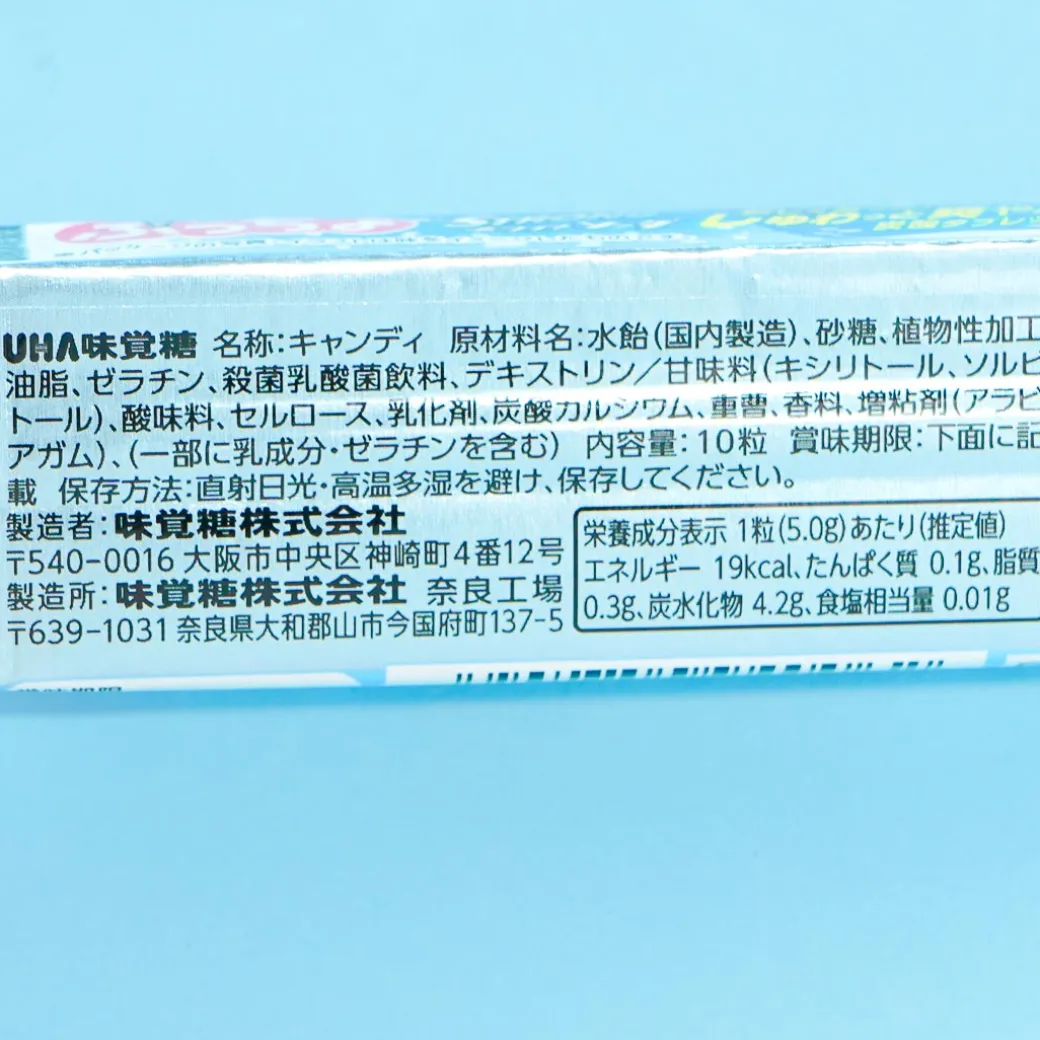 UHA味覚糖 名称:キャンディ 原材料名:水飴(国内製造)、砂糖、植物性加工
油脂、ゼラチン、殺菌乳酸菌飲料、デキストリン/甘味料(キシリトール、ソルビ
トール)、酸味料、セルロース、乳化剤、炭酸カルシウム、重曹、香料、増粘剤(アラビ
アガム)、(一部に乳成分・ゼラチンを含む) 内容量:10粒 賞味期限:下面に記
載 保存方法:直射日光・高温多湿を避け、保存してください。
製造者:味覚糖株式会社
〒540-0016 大阪市中央区神崎町4番12号
製造所:味覚糖株式会社 奈良工場
〒639-1031 奈良県大和郡山市今国府町137-5
栄養成分表示 1粒(5.0g)あたり(推定値)
エネルギー 19kcal、たんぱく質 0.1g、脂質
0.3g、炭水化物 4.2g、食塩相当量 0.01g